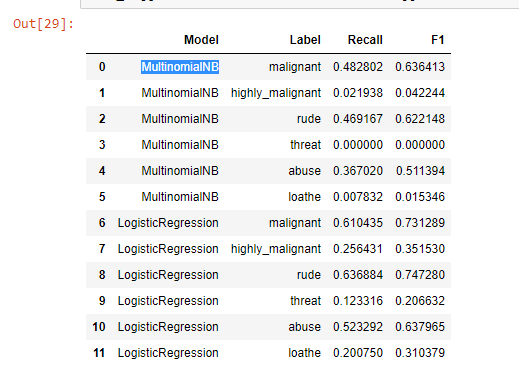 Out[29]:
Model Label Recall F1
0 MultinomialNB malignant 0.482802 0.636413
1 MultinomialNB highly_malignant 0.021938 0.042244
2 MultinomialNB rude 0.469167 0.622148
3 MultinomialNB threat 0.000000 0.000000
4 MultinomialNB abuse 0.367020 0.511394
5 MultinomialNB loathe 0.007832 0.015346
6 LogisticRegression malignant 0.610435 0.731289
7 LogisticRegression highly_malignant 0.256431 0.351530
8 LogisticRegression rude 0.636884 0.747280
9 LogisticRegression threat 0.123316 0.206632
10 LogisticRegression abuse 0.523292 0.637965
11 LogisticRegression loathe 0.200750 0.310379